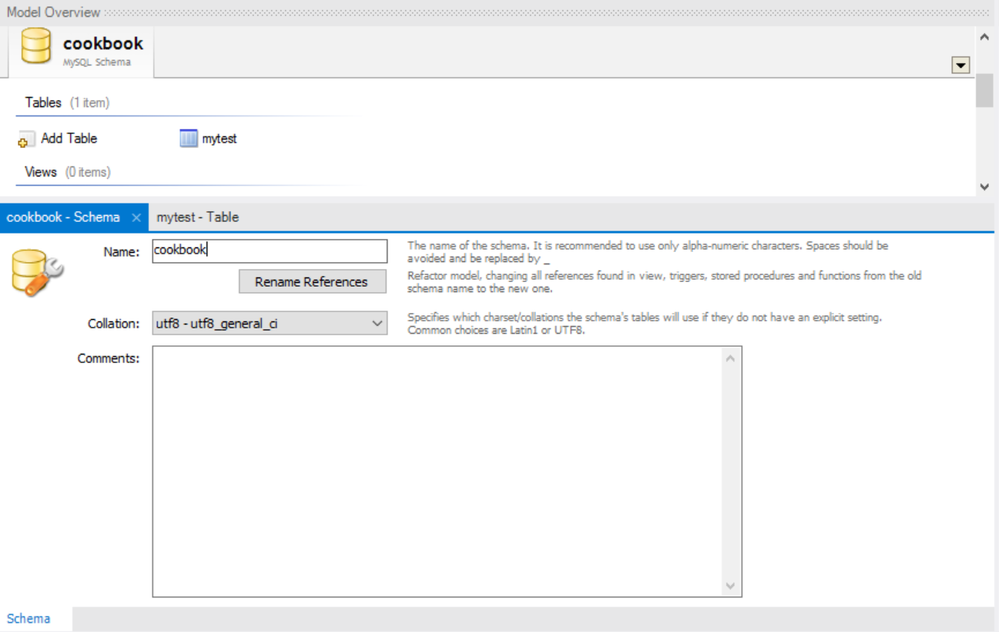 Model Overview
cookbook
MySQL Schema
Tables (1 item)
Add Table
mytest
Views (0 items)
cookbook - Schema ×
mytest - Table
Name: cookbook
The name of the schema. It is recommended to use only alpha-numeric characters. Spaces should be
avoided and be replaced by _
Rename References
Refactor model, changing all references found in view, triggers, stored procedures and functions from the old
schema name to the new one.
Collation: utf8 - utf8_general_ci
Specifies which charset/collations the schema's tables will use if they do not have an explicit setting.
Common choices are Latin1 or UTF8.
Comments:
Schema